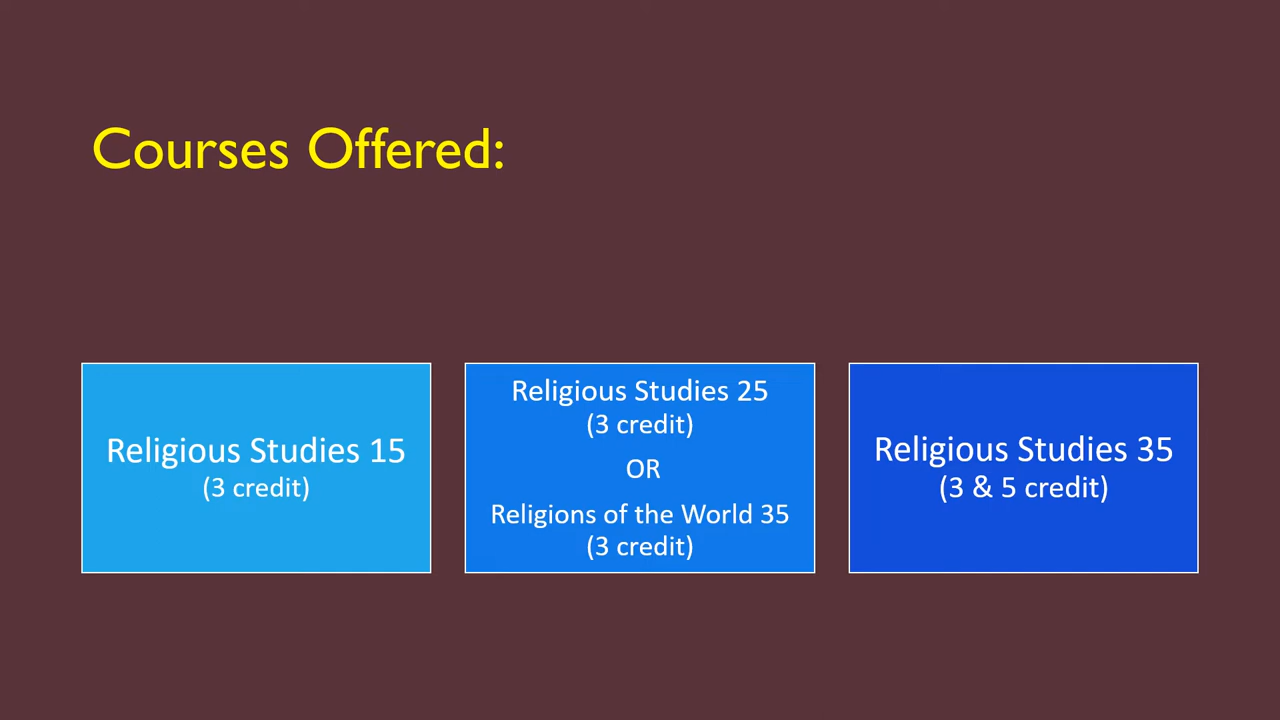 Courses Offered:
Religious Studies 15
(3 credit)
Religious Studies 25
(3 credit)
OR
Religions of the World 35
(3 credit)
Religious Studies 35
(3 & 5 credit)